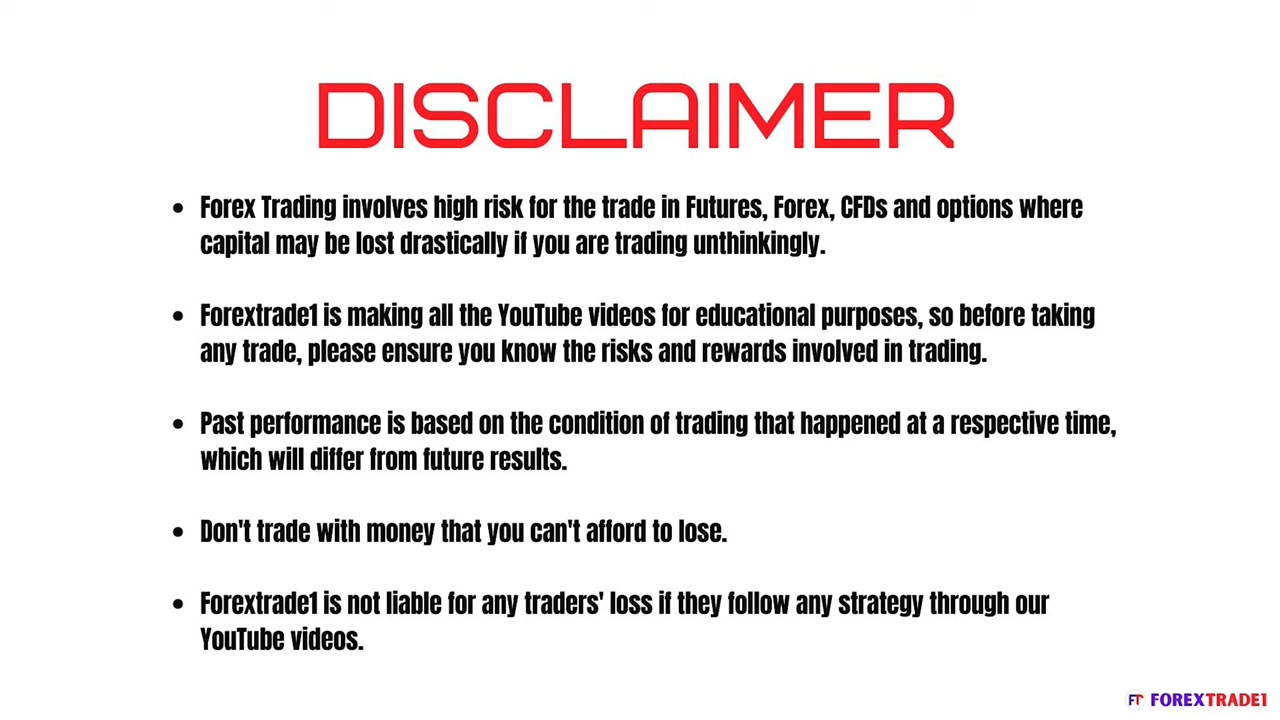 DISCLAIMER
• Forex Trading involves high risk for the trade in Futures, Forex, CFDs and options where
capital may be lost drastically if you are trading unthinkingly.
• Forextrade1 is making all the YouTube videos for educational purposes, so before taking
any trade, please ensure you know the risks and rewards involved in trading.
• Past performance is based on the condition of trading that happened at a respective time,
which will differ from future results.
• Don't trade with money that you can't afford to lose.
• Forextrade1 is not liable for any traders' loss if they follow any strategy through our
YouTube videos.
FT FOREXTRADE1